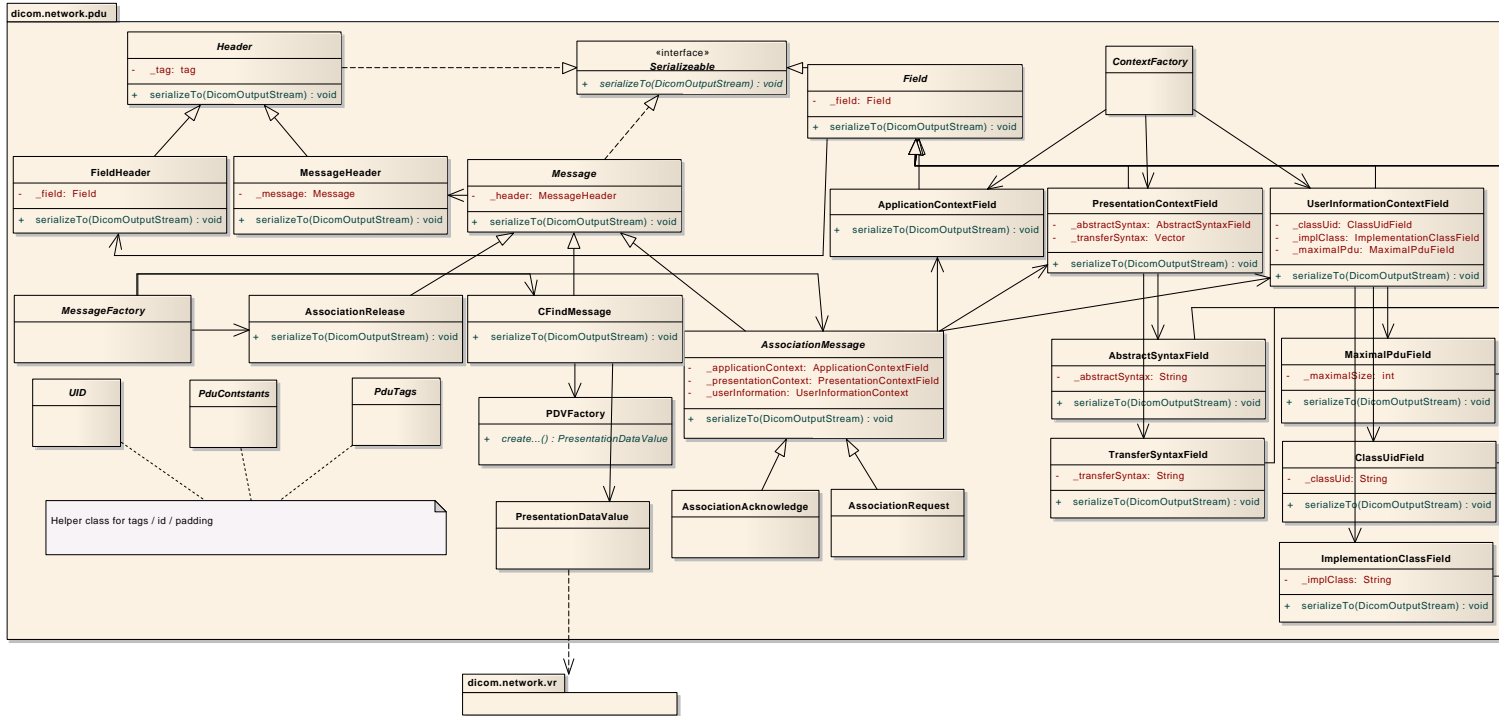 dicom.network.pdu
Header
- _tag: tag
+ serializeTo(DicomOutputStream) : void
«interface»
Serializeable
+ serializeTo(DicomOutputStream) : void
Field
- _field: Field
+ serializeTo(DicomOutputStream) : void
ContextFactory
FieldHeader
- _field: Field
+ serializeTo(DicomOutputStream) : void
MessageHeader
- _message: Message
+ serializeTo(DicomOutputStream) : void
Message
- _header: MessageHeader
+ serializeTo(DicomOutputStream) : void
ApplicationContextField
+ serializeTo(DicomOutputStream) : void
PresentationContextField
- _abstractSyntax: AbstractSyntaxField
- _transferSyntax: Vector
+ serializeTo(DicomOutputStream) : void
UserInformationContextField
- _classUid: ClassUidField
- _implClass: ImplementationClassField
- _maximalPdu: MaximalPduField
+ serializeTo(DicomOutputStream) : void
MessageFactory
AssociationRelease
+ serializeTo(DicomOutputStream) : void
CFindMessage
+ serializeTo(DicomOutputStream) : void
AssociationMessage
- _applicationContext: ApplicationContextField
- _presentationContext: PresentationContextField
- _userInformation: UserInformationContext
+ serializeTo(DicomOutputStream) : void
AbstractSyntaxField
- _abstractSyntax: String
+ serializeTo(DicomOutputStream) : void
MaximalPduField
- _maximalSize: int
+ serializeTo(DicomOutputStream) : void
UID
PduContstants
PduTags
PDVFactory
+ create...() : PresentationDataValue
TransferSyntaxField
- _transferSyntax: String
+ serializeTo(DicomOutputStream) : void
ClassUidField
- _classUid: String
+ serializeTo(DicomOutputStream) : void
Helper class for tags / id / padding
PresentationDataValue
AssociationAcknowledge
AssociationRequest
ImplementationClassField
- _implClass: String
+ serializeTo(DicomOutputStream) : void
dicom.network.vr